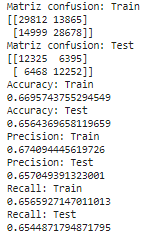 Matriz confusion: Train
[[29812 13865]
 [14999 28678]]
Matriz confusion: Test
[[12325  6395]
 [ 6468 12252]]
Accuracy: Train
0.6695743755294549
Accuracy: Test
0.6564369658119659
Precision: Train
0.674094445619726
Precision: Test
0.657049391323001
Recall: Train
0.6565927147011013
Recall: Test
0.6544871794871795